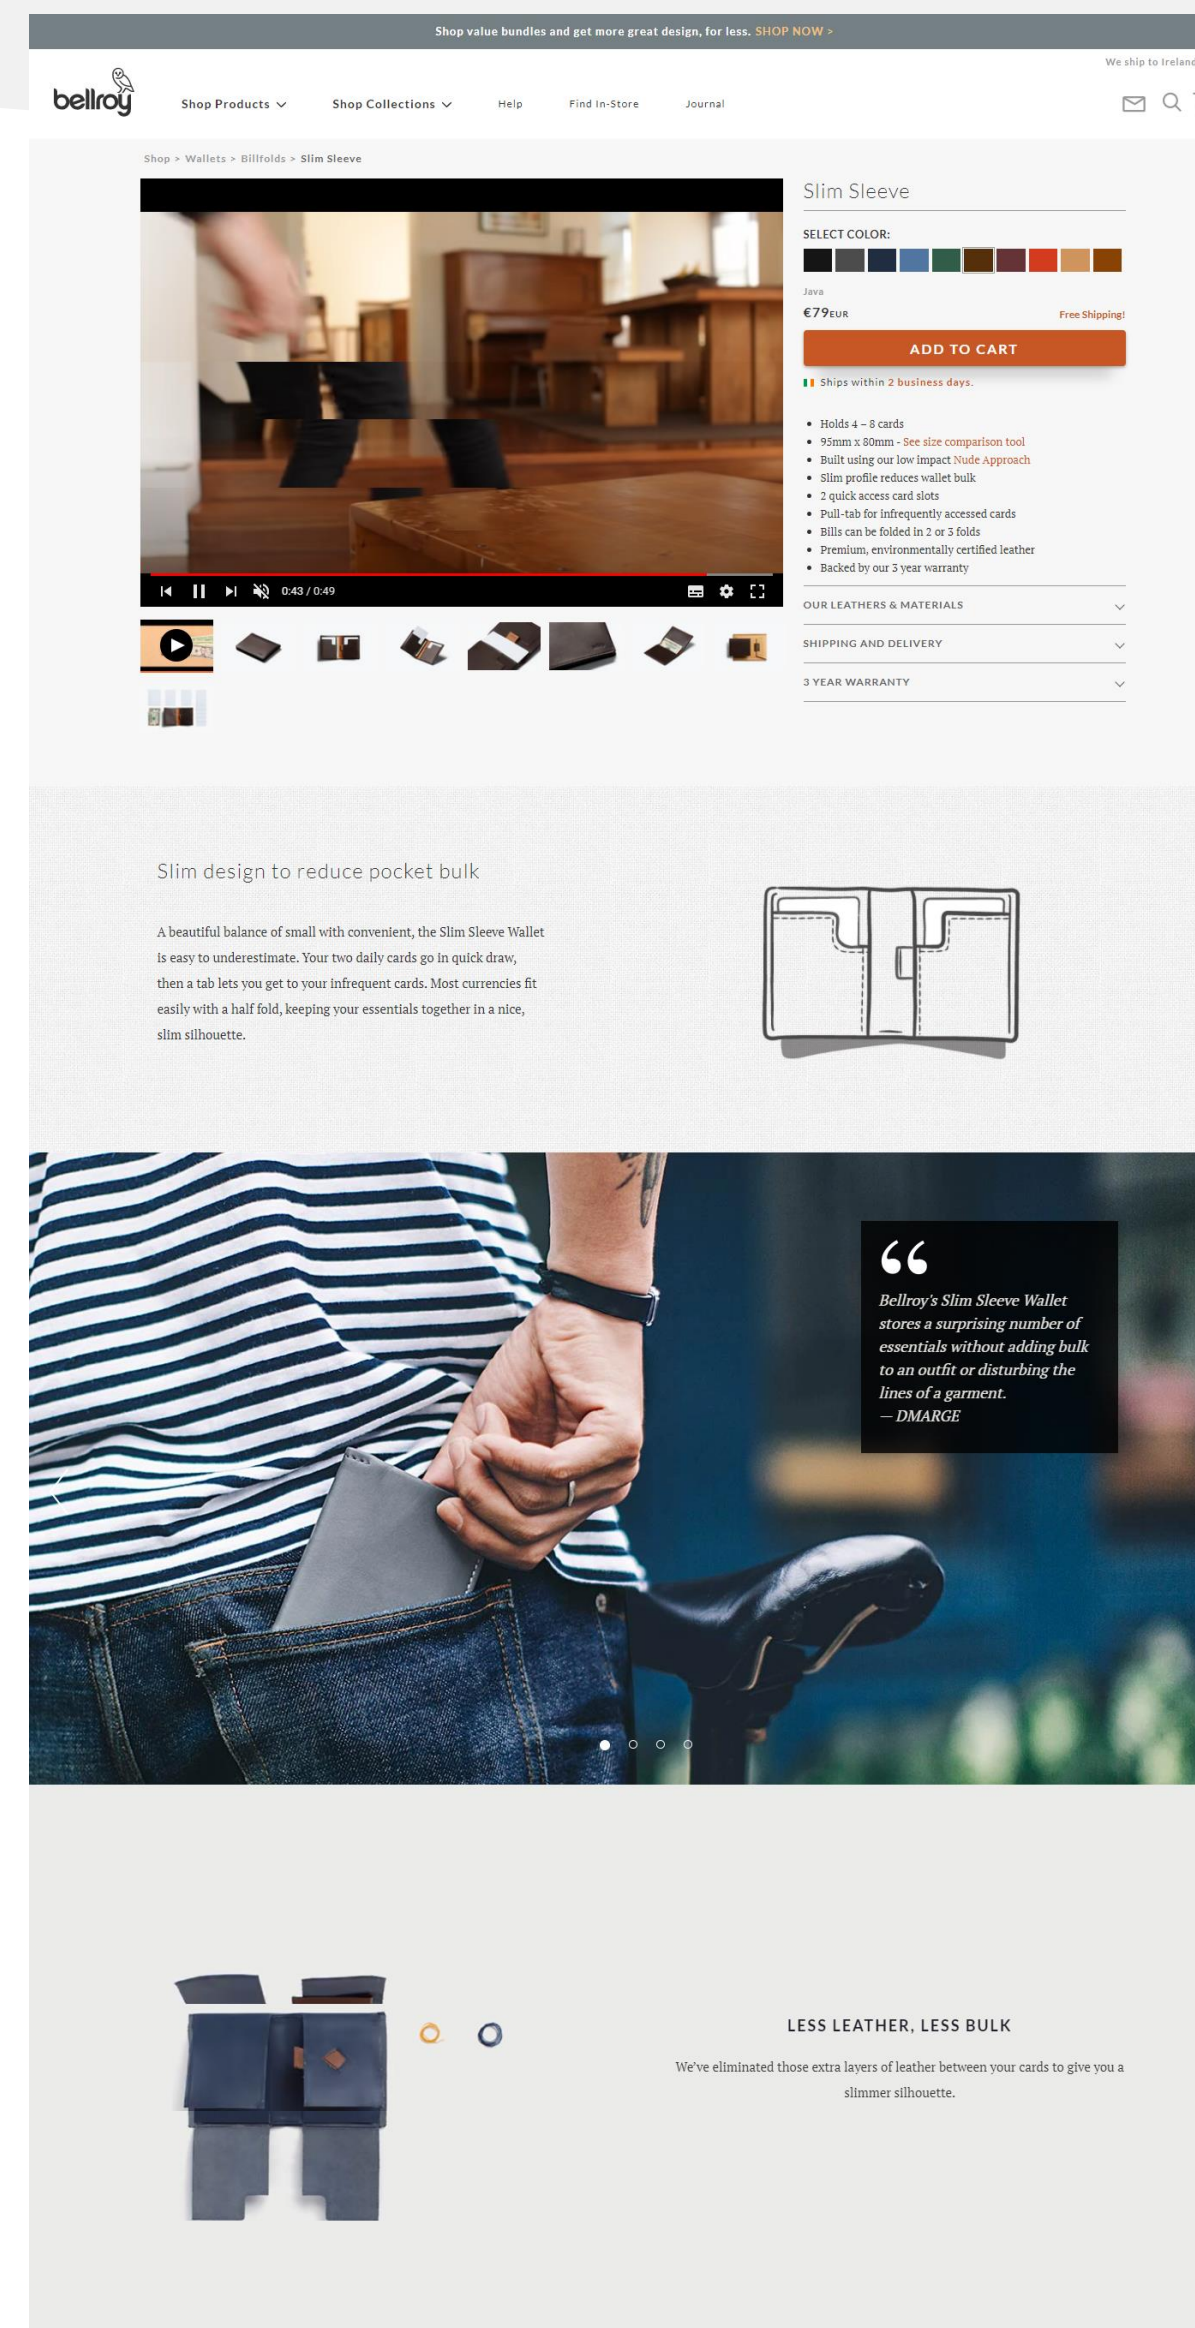 Shop value bundles and get more great design, for less. SHOP NOW >
We ship to Ireland
bellroy
Shop Products
Shop Collections
Help
Find In-Store
Journal
Shop > Wallets > Billfolds > Slim Sleeve
Slim Sleeve
SELECT COLOR:
Java
€79EUR
Free Shipping!
ADD TO CART
Ships within 2 business days.
Holds 4 – 8 cards
95mm x 80mm - See size comparison tool
Built using our low impact Nude Approach
Slim profile reduces wallet bulk
2 quick access card slots
Pull-tab for infrequently accessed cards
Bills can be folded in 2 or 3 folds
Premium, environmentally certified leather
Backed by our 3 year warranty
0:43 / 0:49
OUR LEATHERS & MATERIALS
SHIPPING AND DELIVERY
3 YEAR WARRANTY
Slim design to reduce pocket bulk
A beautiful balance of small with convenient, the Slim Sleeve Wallet
is easy to underestimate. Your two daily cards go in quick draw,
then a tab lets you get to your infrequent cards. Most currencies fit
easily with a half fold, keeping your essentials together in a nice,
slim silhouette.
“
Bellroy's Slim Sleeve Wallet
stores a surprising number of
essentials without adding bulk
to an outfit or disturbing the
lines of a garment.
— DMARGE
LESS LEATHER, LESS BULK
We've eliminated those extra layers of leather between your cards to give you a
slimmer silhouette.